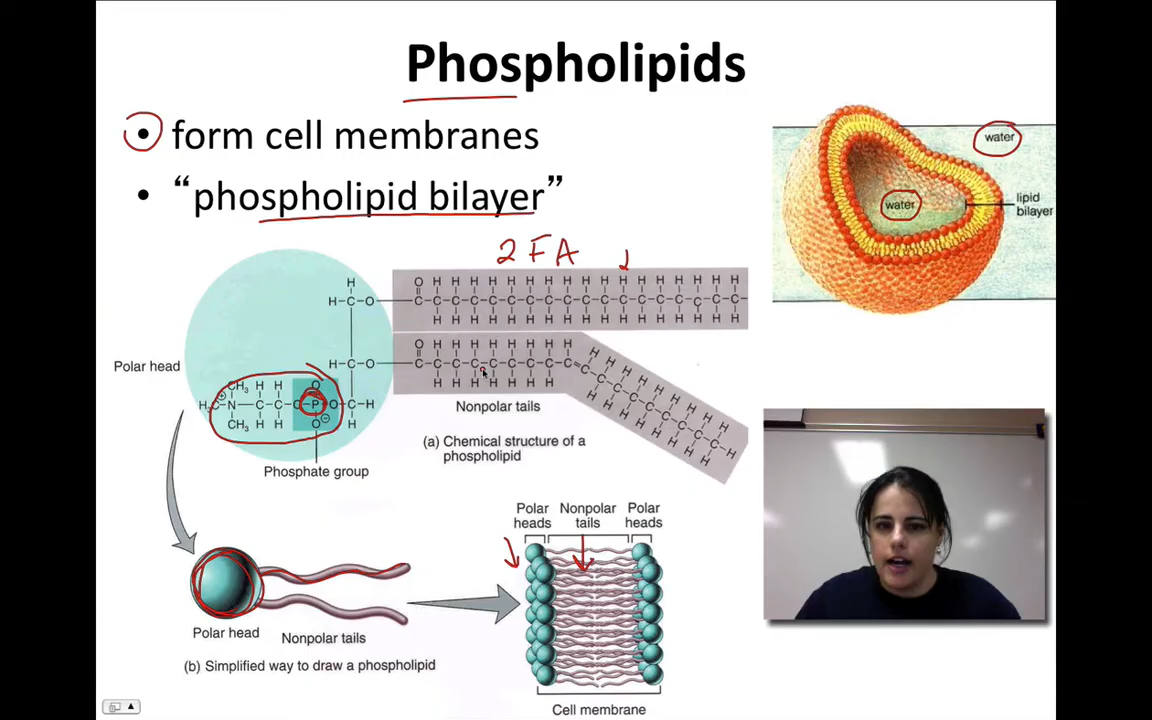 Phospholipids
• form cell membranes
• “phospholipid bilayer”
water
water
lipid
bilayer
2 FA
Polar head
Phosphate group
Nonpolar tails
(a) Chemical structure of a
phospholipid
Polar
heads
Nonpolar
tails
Polar
heads
Polar head
Nonpolar tails
(b) Simplified way to draw a phospholipid
Cell membrane